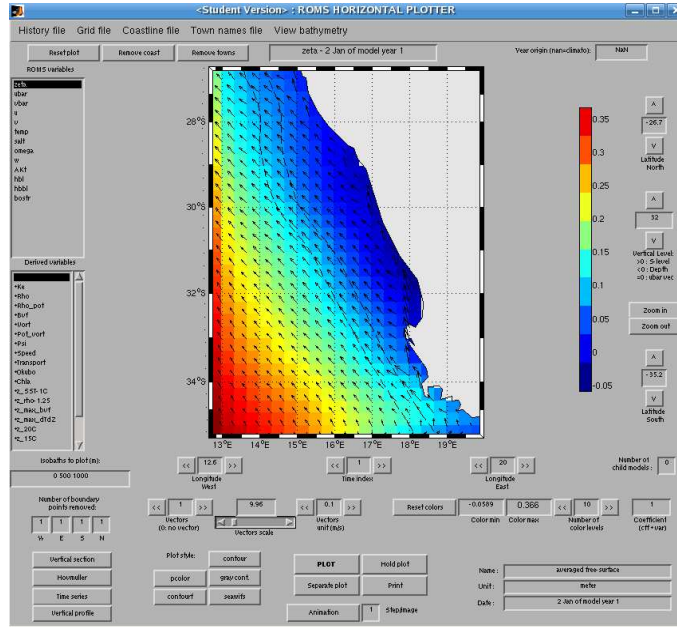 <Student Version> : ROMS HORIZONTAL PLOTTER
History file Grid file Coastline file Town names file View bathymetry
Reset plot Remove coast Remove towns zeta - 2 Jan of model year 1 Year origin (nan=climato): NaN
ROMS variables
zeta
ubar
vbar
u
v
temp
salt
omega
w
AKt
hbl
hbbl
bostr
Derived variables
*Ke
*Rho
*Rho_pot
*Bvf
*Vort
*Pot_vort
*Psi
*Speed
*Transport
*Okubo
*Chla
*z_SST-1C
*z_rho-1.25
*z_max_bvf
*z_max_dTdZ
*z_20C
*z_15C
28°S
30°S
32°S
34°S
13°E 14°E 15°E 16°E 17°E 18°E 19°E
0.35
0.3
0.25
0.2
0.15
0.1
0.05
0
-0.05
^
-26.7
V
Latitude
North
^
32
V
Vertical Level:
>0 : S level
<0 : Depth
=0 : ubar vec
Zoom in
Zoom out
^
-35.2
V
Latitude
South
Isobaths to plot (m):
0 500 1000
<< 12.6 >> << 1 >> << 20 >>
Longitude
West
Time index
Longitude
East
Number of
child models : 0
Number of boundary
points removed:
1 1 1 1
W E S N
<< 1 >> 9.96 << 0.1 >> Reset colors -0.0589 0.366 << 10 >> 1
Vectors
(0: no vector)
Vectors scale
Vectors
unit (m/s)
Color min Color max
Number of
color levels
Coefficient
(cff*var)
Vertical section
Hovmuller
Time series
Vertical profile
Plot style: contour
pcolor gray cont.
contourf seawifs
PLOT Hold plot
Separate plot Print
Animation 1 Step/image
Name : averaged free-surface
Unit : meter
Date : 2 Jan of model year 1